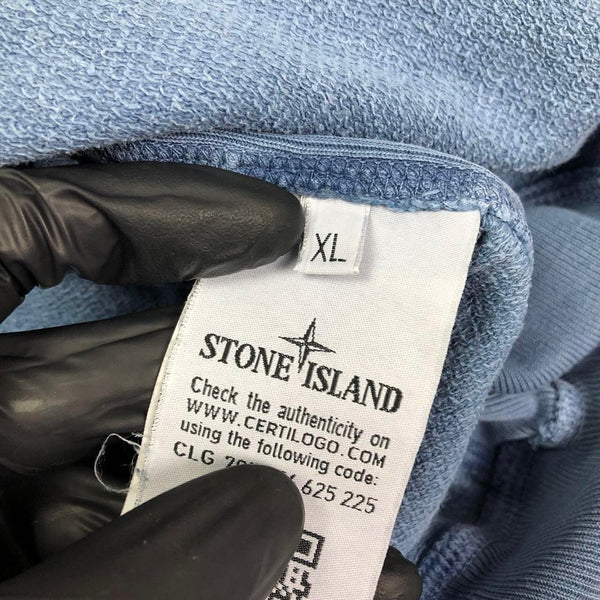 XL
STONE ISLAND
Check the authenticity on
WWW.CERTILOGO.COM
using the following code:
CLG 625 225